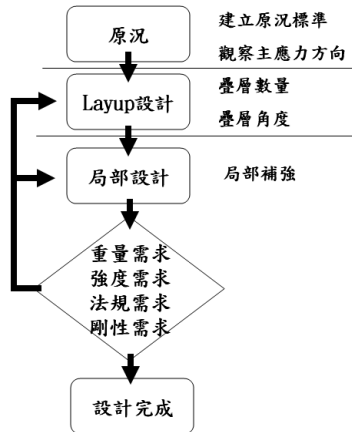 原況
建立原況標準
觀察主應力方向
Layup設計
疊層數量
疊層角度
局部設計
局部補強
重量需求
強度需求
法規需求
剛性需求
設計完成